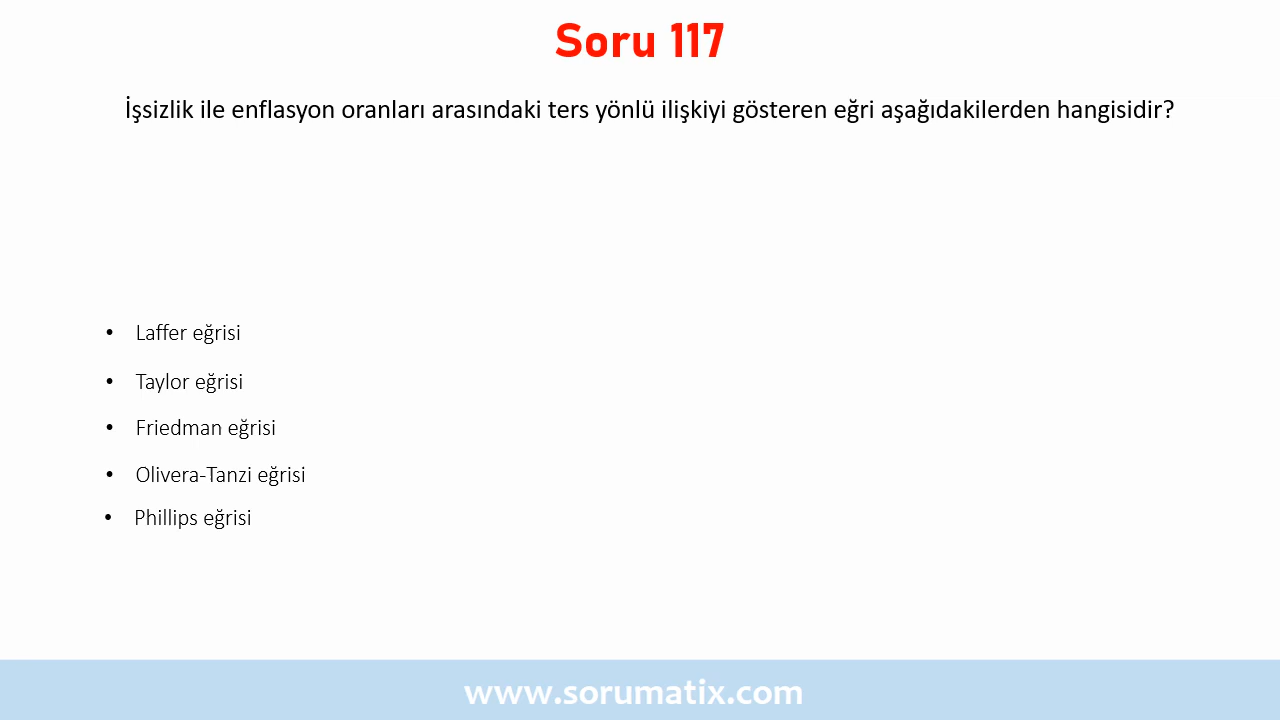 Soru 117
İşsizlik ile enflasyon oranları arasındaki ters yönlü ilişkiyi gösteren eğri aşağıdakilerden hangisidir?
• Laffer eğrisi
• Taylor eğrisi
• Friedman eğrisi
• Olivera-Tanzi eğrisi
• Phillips eğrisi
www.sorumatix.com